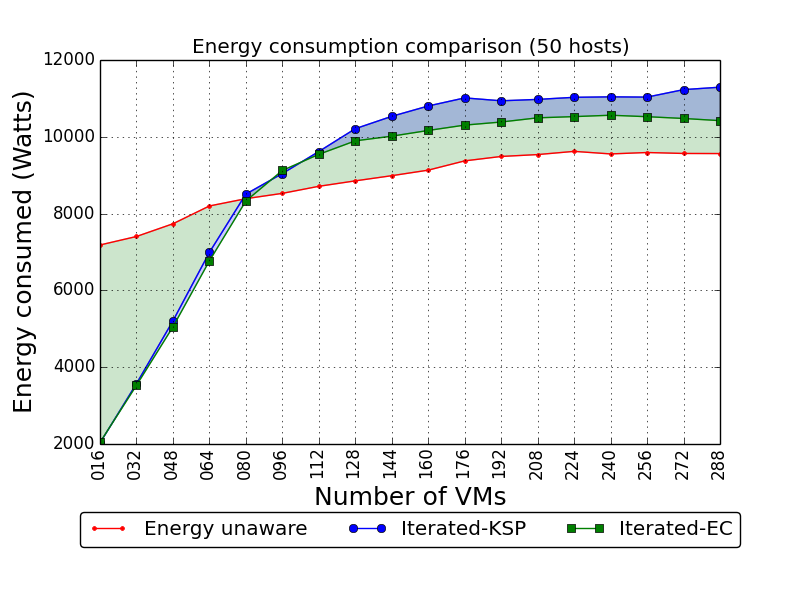 Energy consumption comparison (50 hosts)
Energy consumed (Watts)
12000
10000
8000
6000
4000
2000
016 032 048 064 080 096 112 128 144 160 176 192 208 224 240 256 272 288
Number of VMs
Energy unaware Iterated-KSP Iterated-EC